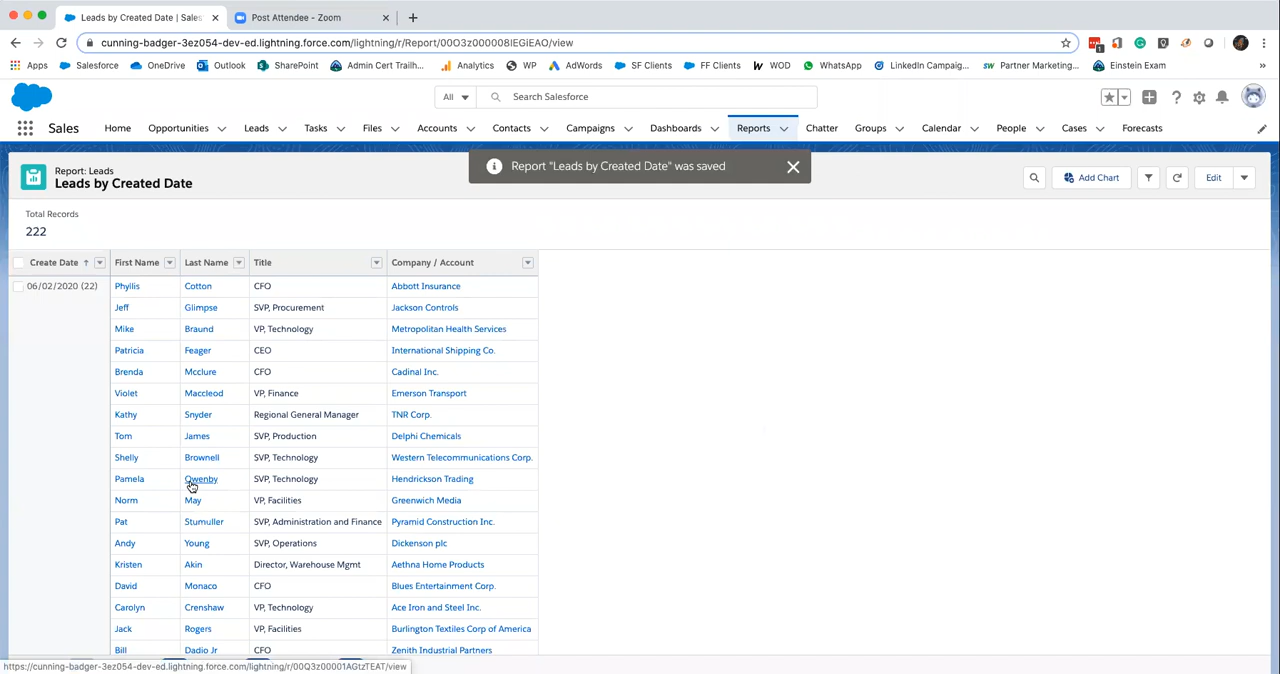 Leads by Created Date | Sales
Post Attendee - Zoom
cunning-badger-3ez054-dev-ed.lightning.force.com/lightning/r/Report/00O3z000008IEGiEAO/view
Apps Salesforce OneDrive Outlook SharePoint Admin Cert Trailh... Analytics WP AdWords SF Clients FF Clients WOD WhatsApp LinkedIn Campaig... Partner Marketing... Einstein Exam
All Search Salesforce
Sales Home Opportunities Leads Tasks Files Accounts Contacts Campaigns Dashboards Reports Chatter Groups Calendar People Cases Forecasts
Report "Leads by Created Date" was saved
Report: Leads
Leads by Created Date
Add Chart Edit
Total Records
222
Create Date First Name Last Name Title Company / Account
06/02/2020 (22) Phyllis Cotton CFO Abbott Insurance
Jeff Glimpse SVP, Procurement Jackson Controls
Mike Braund VP, Technology Metropolitan Health Services
Patricia Feager CEO International Shipping Co.
Brenda Mcclure CFO Cadinal Inc.
Violet Maccleod VP, Finance Emerson Transport
Kathy Snyder Regional General Manager TNR Corp.
Tom James SVP, Production Delphi Chemicals
Shelly Brownell SVP, Technology Western Telecommunications Corp.
Pamela Owenby SVP, Technology Hendrickson Trading
Norm May VP, Facilities Greenwich Media
Pat Stumuller SVP, Administration and Finance Pyramid Construction Inc.
Andy Young SVP, Operations Dickenson plc
Kristen Akin Director, Warehouse Mgmt Aethna Home Products
David Monaco CFO Blues Entertainment Corp.
Carolyn Crenshaw VP, Technology Ace Iron and Steel Inc.
Jack Rogers VP, Facilities Burlington Textiles Corp of America
Bill Dadio Jr CFO Zenith Industrial Partners
https://cunning-badger-3ez054-dev-ed.lightning.force.com/lightning/r/00Q3z00001AGtzTEAT/view